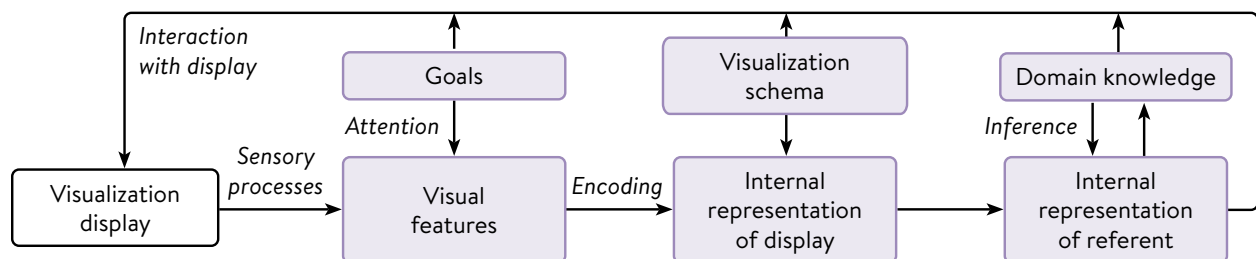 Interaction
with display
Goals
Visualization
schema
Domain knowledge
Attention
Inference
Sensory
processes
Encoding
Visualization
display
Visual
features
Internal
representation
of display
Internal
representation
of referent